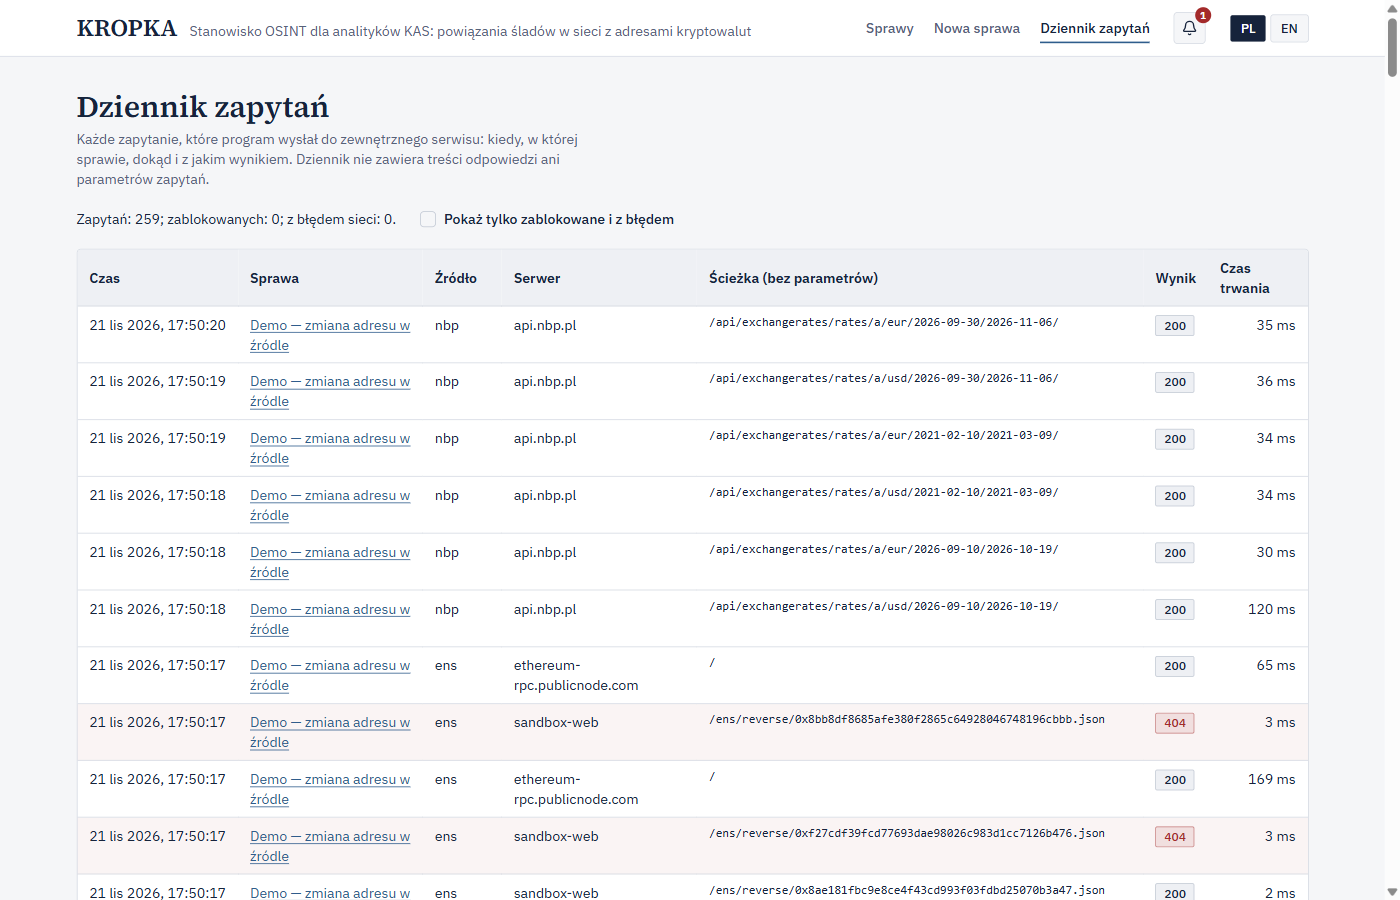 KROPKA Stanowisko OSINT dla analityków KAS: powiązania śladów w sieci z adresami kryptowalut Sprawy Nowa sprawa Dziennik zapytań 1 PL EN
Dziennik zapytań
Każde zapytanie, które program wysłał do zewnętrznego serwisu: kiedy, w której
sprawie, dokąd i z jakim wynikiem. Dziennik nie zawiera treści odpowiedzi ani
parametrów zapytań.
Zapytań: 259; zablokowanych: 0; z błędem sieci: 0. Pokaż tylko zablokowane i z błędem
Czas Sprawa Źródło Serwer Ścieżka (bez parametrów) Wynik Czas trwania
21 lis 2026, 17:50:20 Demo — zmiana adresu w źródle nbp api.nbp.pl /api/exchangerates/rates/a/eur/2026-09-30/2026-11-06/ 200 35 ms
21 lis 2026, 17:50:19 Demo — zmiana adresu w źródle nbp api.nbp.pl /api/exchangerates/rates/a/usd/2026-09-30/2026-11-06/ 200 36 ms
21 lis 2026, 17:50:19 Demo — zmiana adresu w źródle nbp api.nbp.pl /api/exchangerates/rates/a/eur/2021-02-10/2021-03-09/ 200 34 ms
21 lis 2026, 17:50:18 Demo — zmiana adresu w źródle nbp api.nbp.pl /api/exchangerates/rates/a/usd/2021-02-10/2021-03-09/ 200 34 ms
21 lis 2026, 17:50:18 Demo — zmiana adresu w źródle nbp api.nbp.pl /api/exchangerates/rates/a/eur/2026-09-10/2026-10-19/ 200 30 ms
21 lis 2026, 17:50:18 Demo — zmiana adresu w źródle nbp api.nbp.pl /api/exchangerates/rates/a/usd/2026-09-10/2026-10-19/ 200 120 ms
21 lis 2026, 17:50:17 Demo — zmiana adresu w źródle ens ethereum-rpc.publicnode.com / 200 65 ms
21 lis 2026, 17:50:17 Demo — zmiana adresu w źródle ens sandbox-web /ens/reverse/0x8bb8df8685afe380f2865c64928046748196cbbb.json 404 3 ms
21 lis 2026, 17:50:17 Demo — zmiana adresu w źródle ens ethereum-rpc.publicnode.com / 200 169 ms
21 lis 2026, 17:50:17 Demo — zmiana adresu w źródle ens sandbox-web /ens/reverse/0xf27cdf39fcd77693dae98026c983d1cc7126b476.json 404 3 ms
21 lis 2026, 17:50:17 Demo — zmiana adresu w ens sandbox-web /ens/reverse/0x8ae181fbc9e8ce4f43cd993f03fdbd25070b3a47.json 200 2 ms